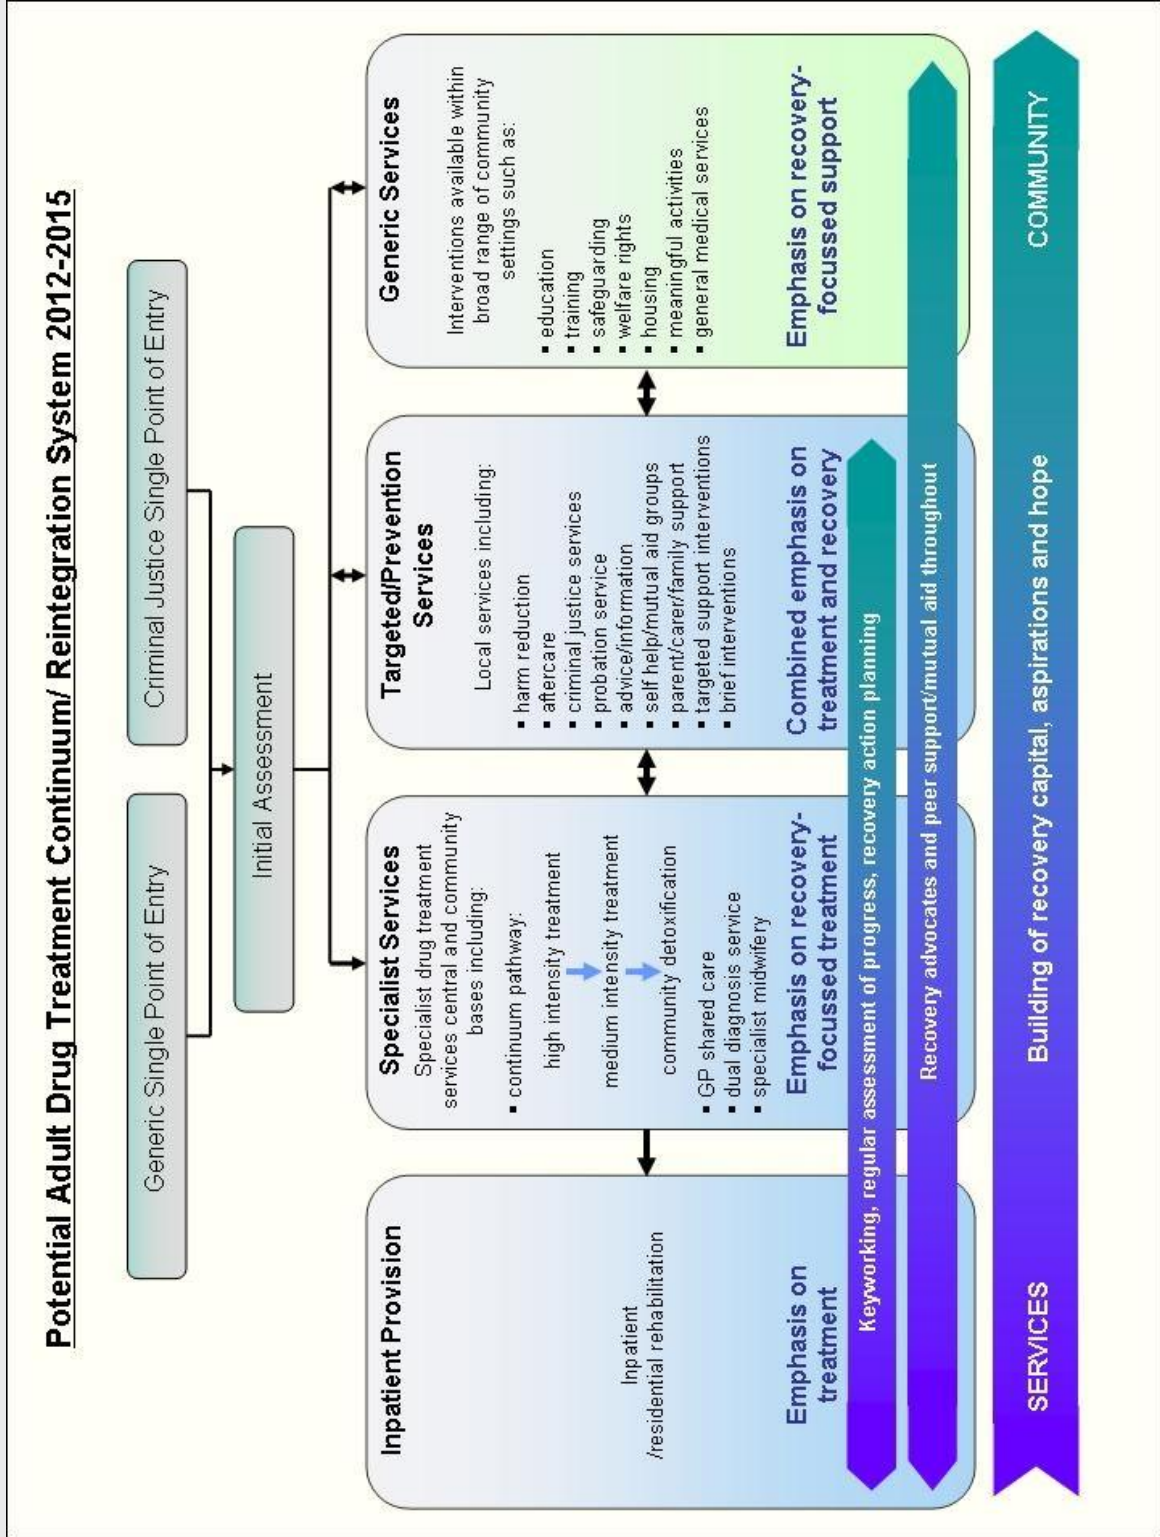 Potential Adult Drug Treatment Continuum/ Reintegration System 2012-2015
Generic Single Point of Entry
Criminal Justice Single Point of Entry
Initial Assessment
Inpatient Provision
Inpatient
/residential rehabilitation
Emphasis on
treatment
Specialist Services
Specialist drug treatment
services central and community
bases including:
▪ continuum pathway:
high intensity treatment
medium intensity treatment
community detoxification
▪ GP shared care
▪ dual diagnosis service
▪ specialist midwifery
Emphasis on recovery-
focussed treatment
Targeted/Prevention
Services
Local services including:
▪ harm reduction
▪ aftercare
▪ criminal justice services
▪ probation service
▪ advice/information
▪ self help/mutual aid groups
▪ parent/carer/family support
▪ targeted support interventions
▪ brief interventions
Combined emphasis on
treatment and recovery
Generic Services
Interventions available within
broad range of community
settings such as:
▪ education
▪ training
▪ safeguarding
▪ welfare rights
▪ housing
▪ meaningful activities
▪ general medical services
Emphasis on recovery-
focussed support
Keyworking, regular assessment of progress, recovery action planning
Recovery advocates and peer support/mutual aid throughout
SERVICES
Building of recovery capital, aspirations and hope
COMMUNITY